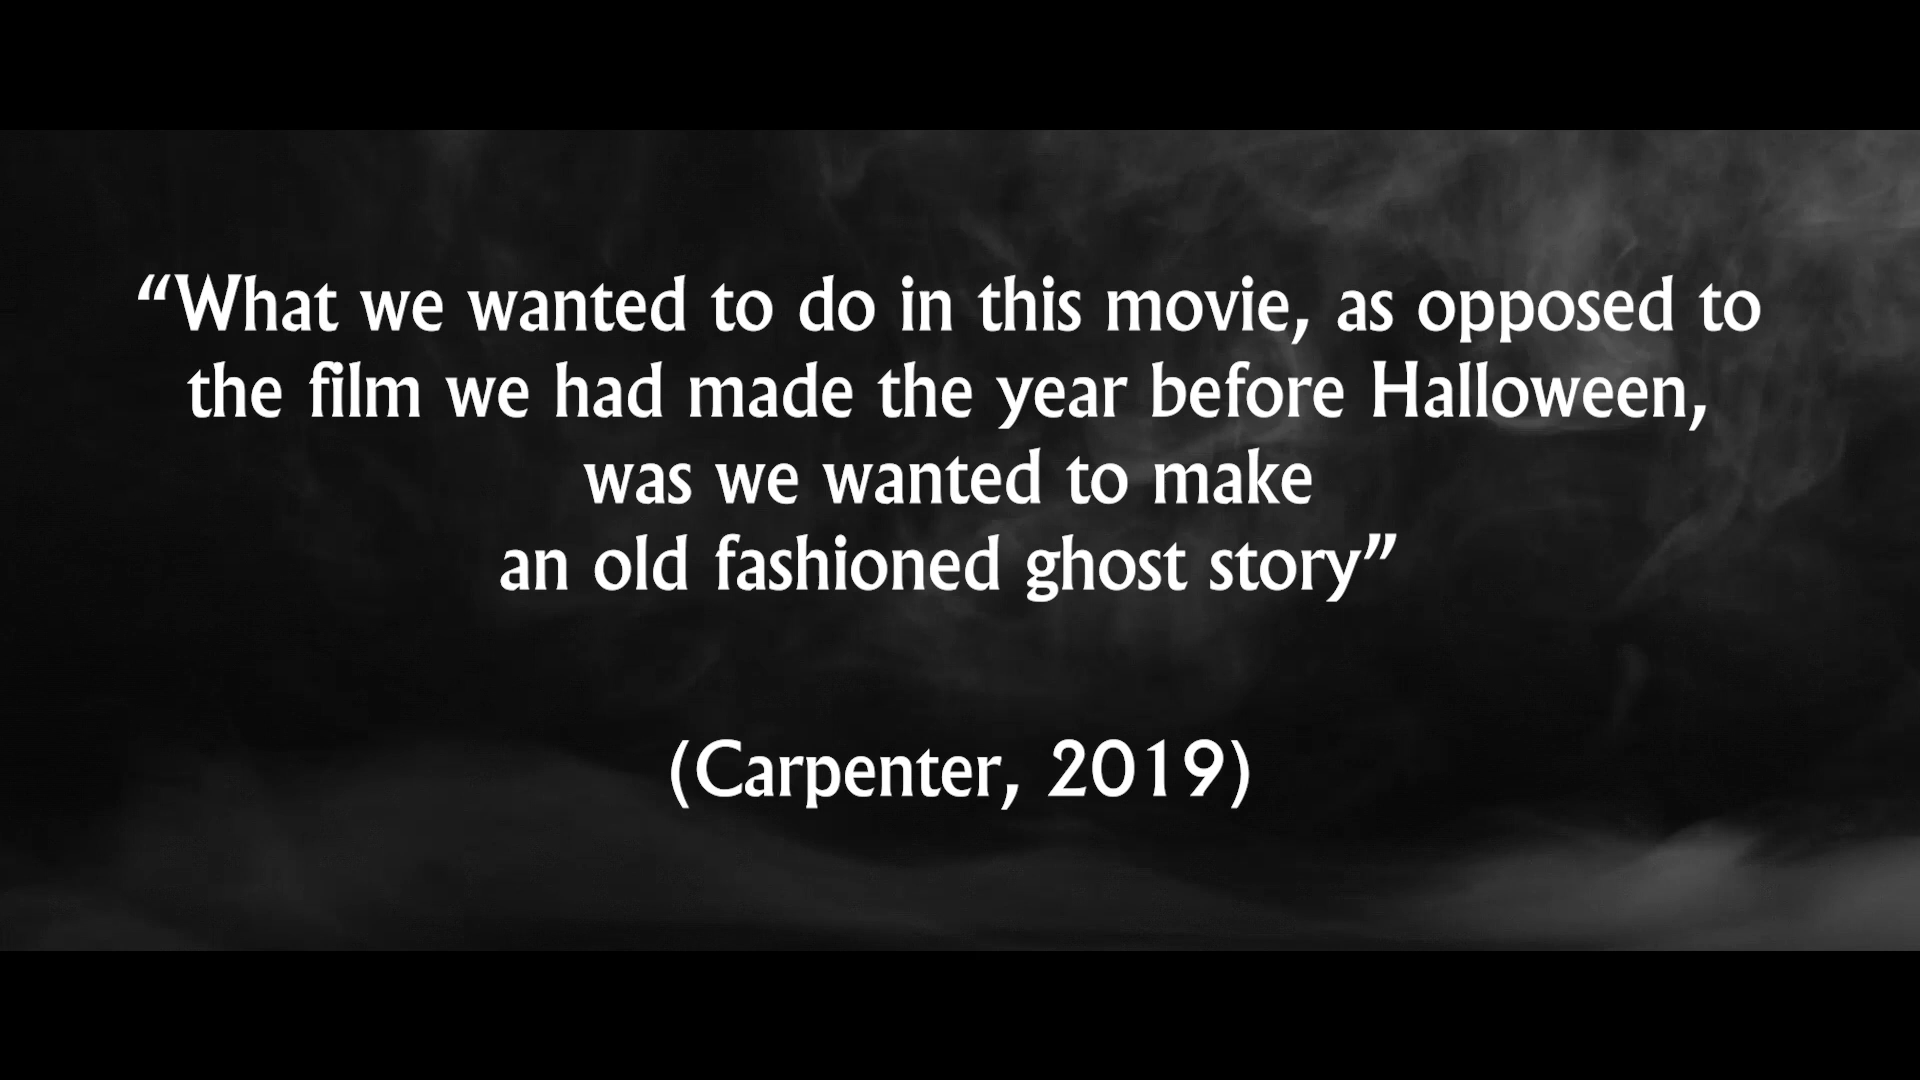 “What we wanted to do in this movie, as opposed to
the film we had made the year before Halloween,
was we wanted to make
an old fashioned ghost story”
(Carpenter, 2019)